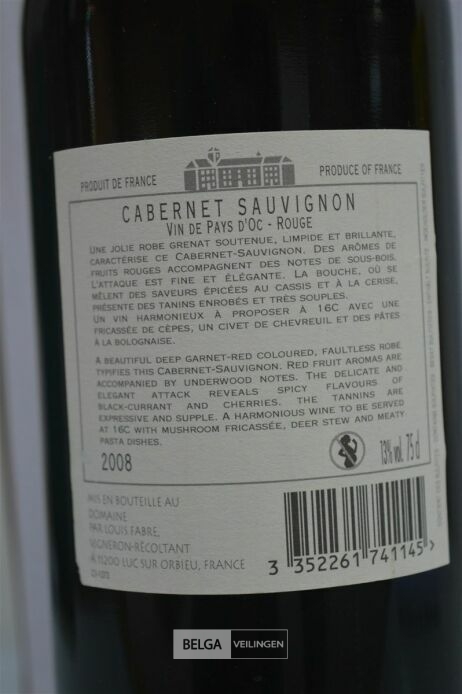 PRODUIT DE FRANCE
PRODUCE OF FRANCE
CABERNET SAUVIGNON
VIN DE PAYS D'OC - ROUGE
UNE JOLIE ROBE GRENAT SOUTENUE, LIMPIDE ET BRILLANTE,
CARACTÉRISE CE CABERNET-SAUVIGNON. DES ARÔMES DE
FRUITS ROUGES ACCOMPAGNENT DES NOTES DE SOUS-BOIS.
L'ATTAQUE EST FINE ET ÉLÉGANTE. LA BOUCHE, OÙ SE
MÊLENT DES SAVEURS ÉPICÉES AU CASSIS ET À LA CERISE,
PRÉSENTE DES TANINS ENROBÉS ET TRÈS SOUPLES.
UN VIN HARMONIEUX À PROPOSER À 16C AVEC UNE
FRICASSÉE DE CÈPES, UN CIVET DE CHEVREUIL ET DES PÂTES
À LA BOLOGNAISE.
A BEAUTIFUL DEEP GARNET-RED COLOURED, FAULTLESS ROBE
TYPIFIES THIS CABERNET-SAUVIGNON. RED FRUIT AROMAS ARE
ACCOMPANIED BY UNDERWOOD NOTES. THE DELICATE AND
ELEGANT ATTACK REVEALS SPICY FLAVOURS OF
BLACK-CURRANT AND CHERRIES. THE TANNINS ARE
EXPRESSIVE AND SUPPLE. A HARMONIOUS WINE TO BE SERVED
AT 16C WITH MUSHROOM FRICASSÉE, DEER STEW AND MEATY
PASTA DISHES.
2008
13% vol. 75 cl
MIS EN BOUTEILLE AU
DOMAINE
PAR LOUIS FABRE,
VIGNERON-RÉCOLTANT
À 11200 LUC SUR ORBIEU, FRANCE
3 352261 741145 >
BELGA VEILINGEN